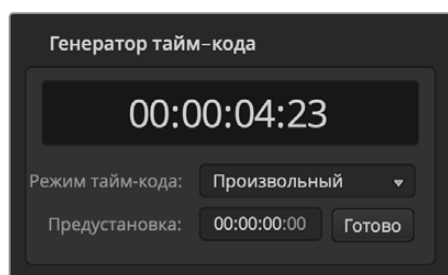 Генератор тайм-кода
00:00:04:23
Режим тайм-кода: Произвольный
Предустановка: 00:00:00:00 Готово